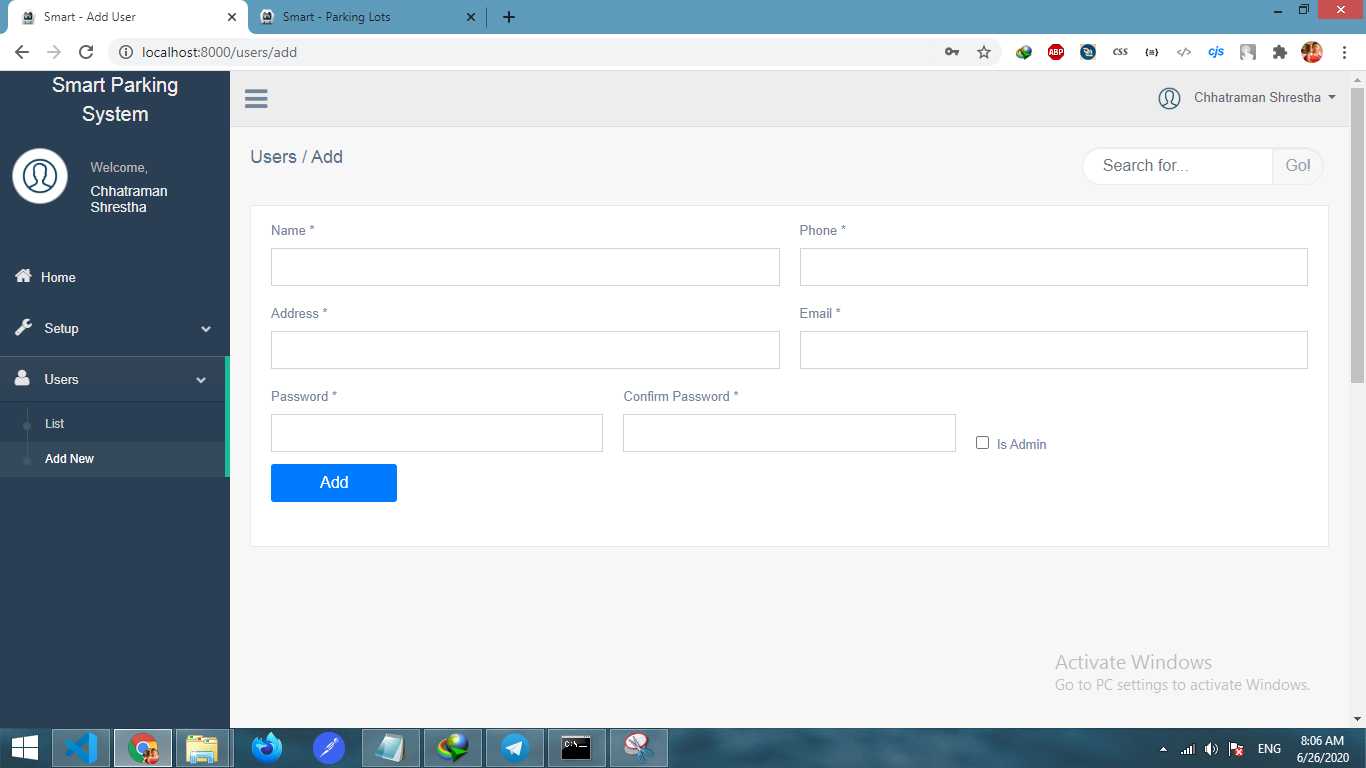 Smart - Add User
Smart - Parking Lots
localhost:8000/users/add
ABP
CSS
{≡}
</>
cjs
Smart Parking
System
Chhatraman Shrestha
Welcome,
Chhatraman
Shrestha
Users / Add
Search for...
Go!
Home
Setup
Users
List
Add New
Name *
Phone *
Address *
Email *
Password *
Confirm Password *
Is Admin
Add
Activate Windows
Go to PC settings to activate Windows.
C:\_
ENG
8:06 AM
6/26/2020